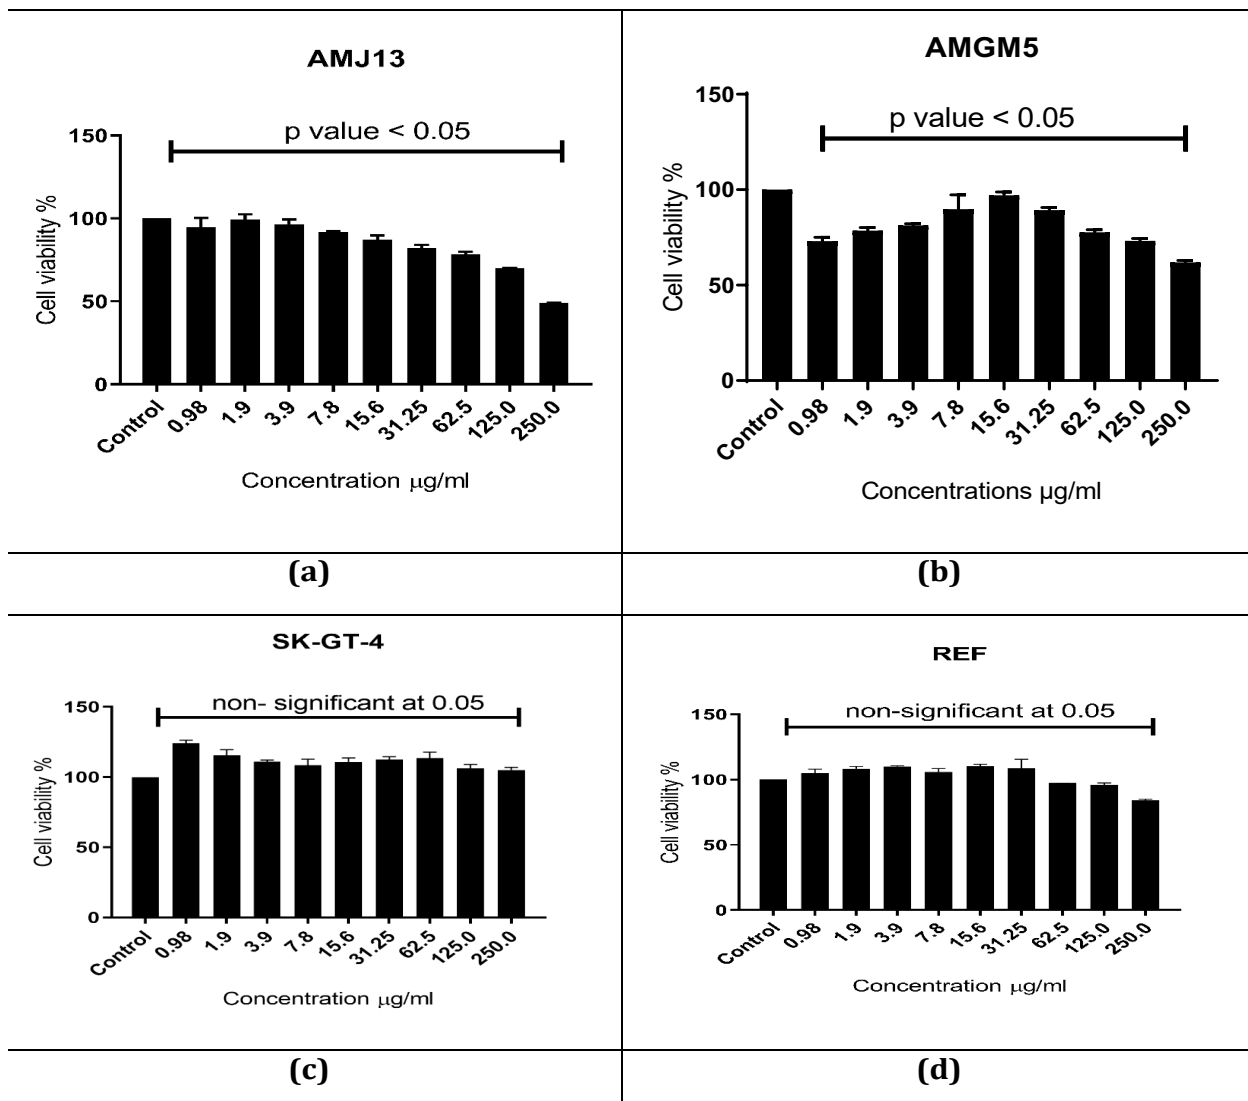 AMJ13
p value < 0.05
Cell viability %
150
100
50
0
Control 0.98 1.9 3.9 7.8 15.6 31.25 62.5 125.0 250.0
Concentration μg/ml
(a)
AMGM5
p value < 0.05
Cell viability %
150
100
50
0
Control 0.98 1.9 3.9 7.8 15.6 31.25 62.5 125.0 250.0
Concentrations µg/ml
(b)
SK-GT-4
non- significant at 0.05
Cell viability %
150
100
50
0
Control 0.98 1.9 3.9 7.8 15.6 31.25 62.5 125.0 250.0
Concentration μg/ml
(c)
REF
non-significant at 0.05
Cell viability %
150
100
50
0
Control 0.98 1.9 3.9 7.8 15.6 31.25 62.5 125.0 250.0
Concentration μg/ml
(d)